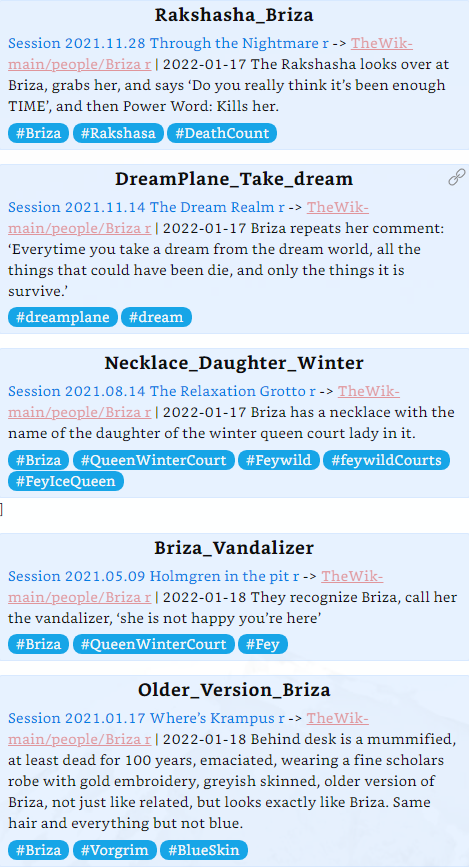 Rakshasha_Briza
Session 2021.11.28 Through the Nightmare r -> TheWik-
main/people/Briza r | 2022-01-17 The Rakshasa looks over at
Briza, grabs her, and says ‘Do you really think it’s been enough
TIME’, and then Power Word: Kills her.
#Briza #Rakshasa #DeathCount
DreamPlane_Take_dream
Session 2021.11.14 The Dream Realm r -> TheWik-
main/people/Briza r | 2022-01-17 Briza repeats her comment:
‘Everytime you take a dream from the dream world, all the
things that could have been die, and only the things it is
survive.’
#dreamplane #dream
Necklace_Daughter_Winter
Session 2021.08.14 The Relaxation Grotto r -> TheWik-
main/people/Briza r | 2022-01-17 Briza has a necklace with the
name of the daughter of the winter queen court lady in it.
#Briza #QueenWinterCourt #Feywild #feywildCourts
#FeyIceQueen
]
Briza_Vandalizer
Session 2021.05.09 Holmgren in the pit r -> TheWik-
main/people/Briza r | 2022-01-18 They recognize Briza, call her
the vandalizer, ‘she is not happy you’re here’
#Briza #QueenWinterCourt #Fey
Older_Version_Briza
Session 2021.01.17 Where’s Krampus r -> TheWik-
main/people/Briza r | 2022-01-18 Behind desk is a mummified,
at least dead for 100 years, emaciated, wearing a fine scholars
robe with gold embroidery, greyish skinned, older version of
Briza, not just like related, but looks exactly like Briza. Same
hair and everything but not blue.
#Briza #Vorgrim #BlueSkin